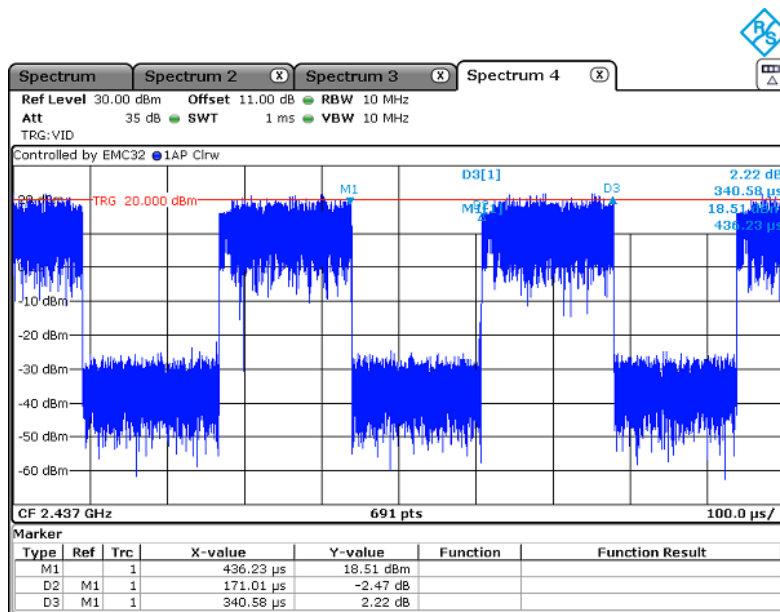 R&S
Spectrum Spectrum 2 X Spectrum 3 X Spectrum 4 X
Ref Level 30.00 dBm Offset 11.00 dB RBW 10 MHz
Att 35 dB SWT 1 ms VBW 10 MHz
TRG:VID
Controlled by EMC32 1AP Clrw
D3[1] 2.22 dB
340.58 µs
M1[1] 18.51 dBm
436.23 µs
M1
D2
D3
20 dBm
TRG 20.000 dBm
-10 dBm
-20 dBm
-30 dBm
-40 dBm
-50 dBm
-60 dBm
CF 2.437 GHz 691 pts 100.0 µs/
Marker
Type Ref Trc X-value Y-value Function Function Result
M1 1 436.23 µs 18.51 dBm
D2 M1 1 171.01 µs -2.47 dB
D3 M1 1 340.58 µs 2.22 dB